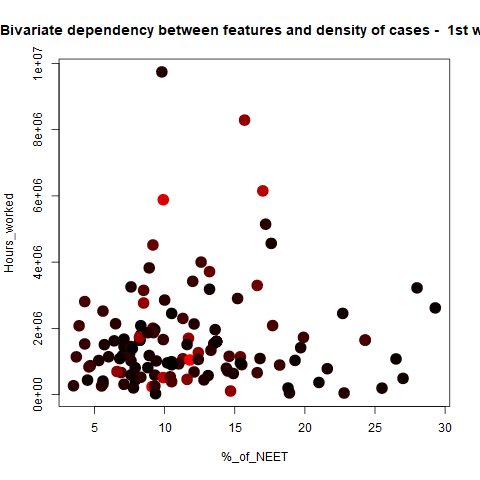 Bivariate dependency between features and density of cases -  1st w
Hours_worked
0e+00 2e+06 4e+06 6e+06 8e+06 1e+07
5 10 15 20 25 30
%_of_NEET